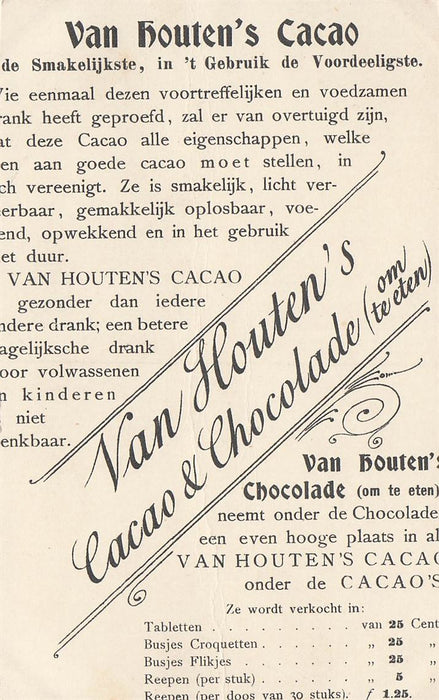 Van Houten's Cacao
de Smakelijkste, in 't Gebruik de Voordeeligste.
ie eenmaal dezen voortreffelijken en voedzamen
rank heeft geproefd, zal er van overtuigd zijn,
at deze Cacao alle eigenschappen, welke
en aan goede cacao moet stellen, in
ch vereenigt. Ze is smakelijk, licht ver-
eerbaar, gemakkelijk oplosbaar, voe-
end, opwekkend en in het gebruik
et duur.
VAN HOUTEN'S CACAO
gezonder dan iedere
ndere drank; een betere
agelijksche drank
oor volwassenen
n kinderen
niet
enkbaar.
Van Houten's
Cacao & Chocolade (om te eten)
Van Houten's
Chocolade (om te eten)
neemt onder de Chocolade
een even hooge plaats in al
VAN HOUTEN'S CACAO
onder de CACAO'S
Ze wordt verkocht in:
Tabletten . . . . . . . . van 25 Cent
Busjes Croquetten . . . . . . „ 25 „
Busjes Flikjes . . . . . . . „ 25 „
Reepen (per stuk) . . . . . . „ 5 „
Reepen (per doos van 30 stuks). ƒ 1.25.